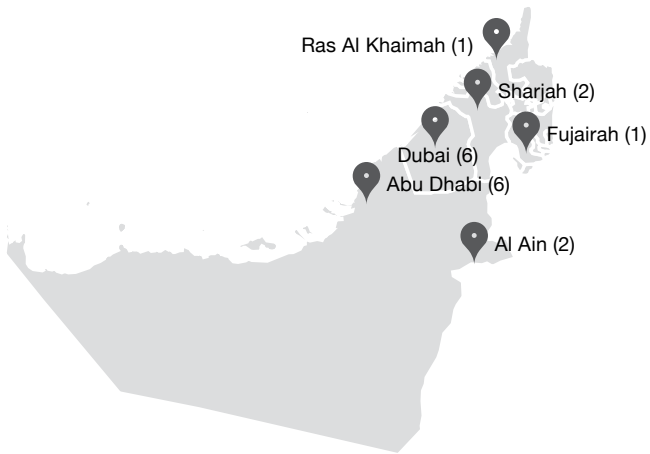 Ras Al Khaimah (1)
Sharjah (2)
Fujairah (1)
Dubai (6)
Abu Dhabi (6)
Al Ain (2)